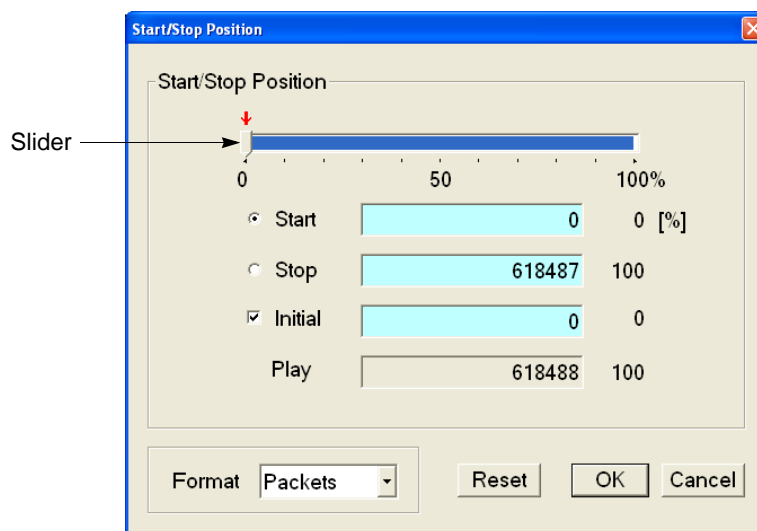 Start/Stop Position
Start/Stop Position
Slider
0 50 100%
Start 0 0 [%]
Stop 618487 100
Initial 0 0
Play 618488 100
Format Packets Reset OK Cancel